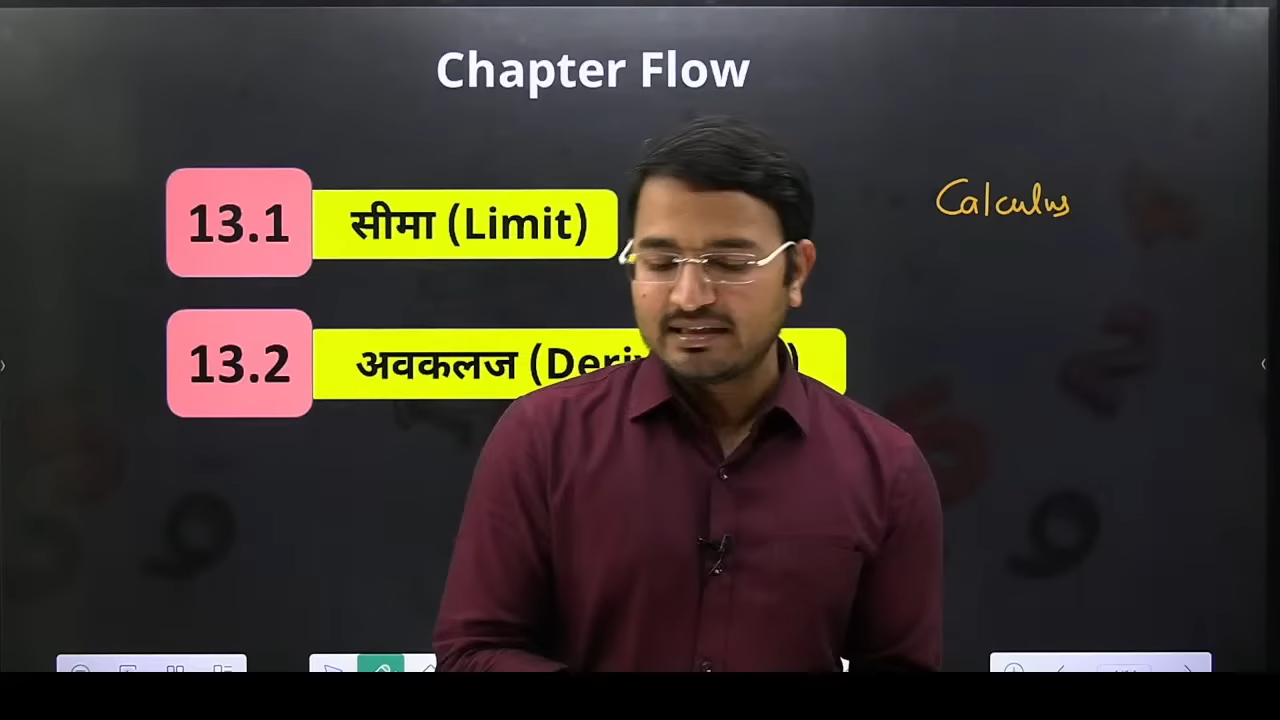 Chapter Flow
13.1 सीमा (Limit)
Calculus
13.2 अवकलज